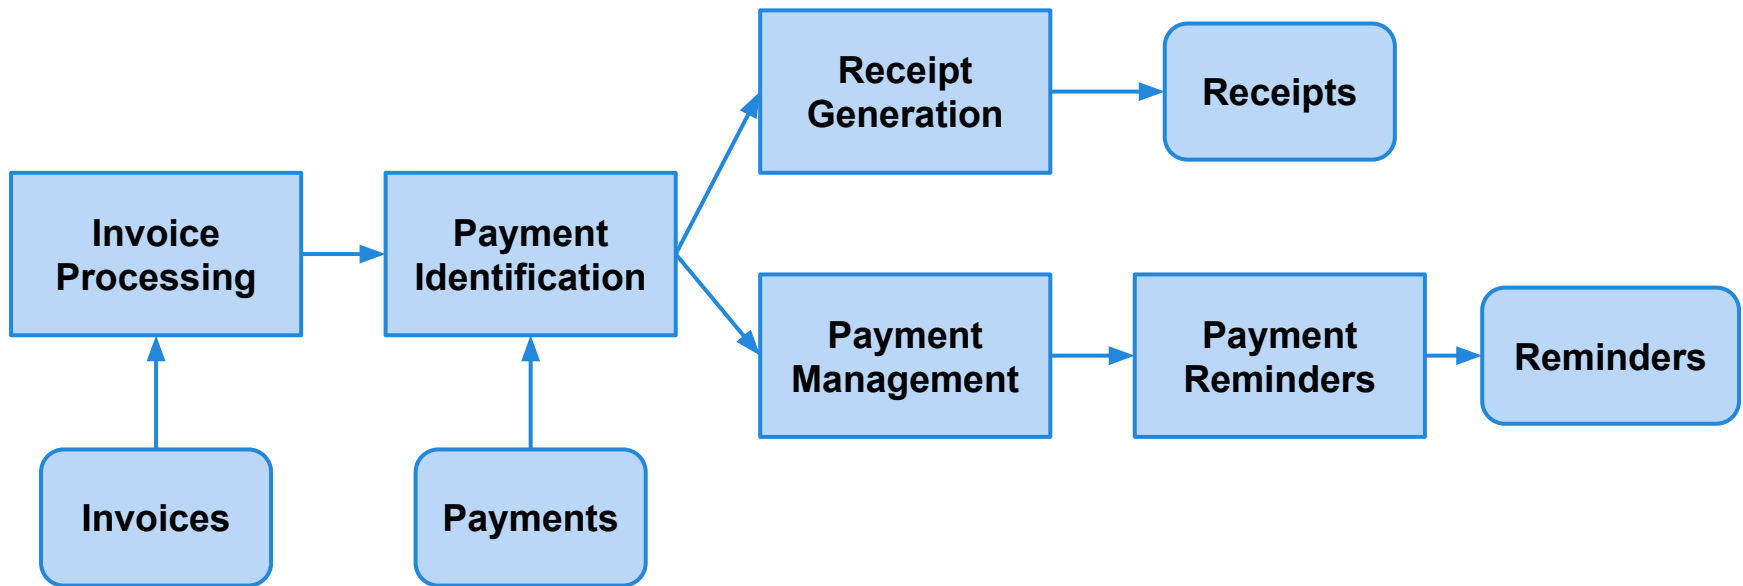 Receipt
Generation
Receipts
Invoice
Processing
Payment
Identification
Payment
Management
Payment
Reminders
Reminders
Invoices
Payments